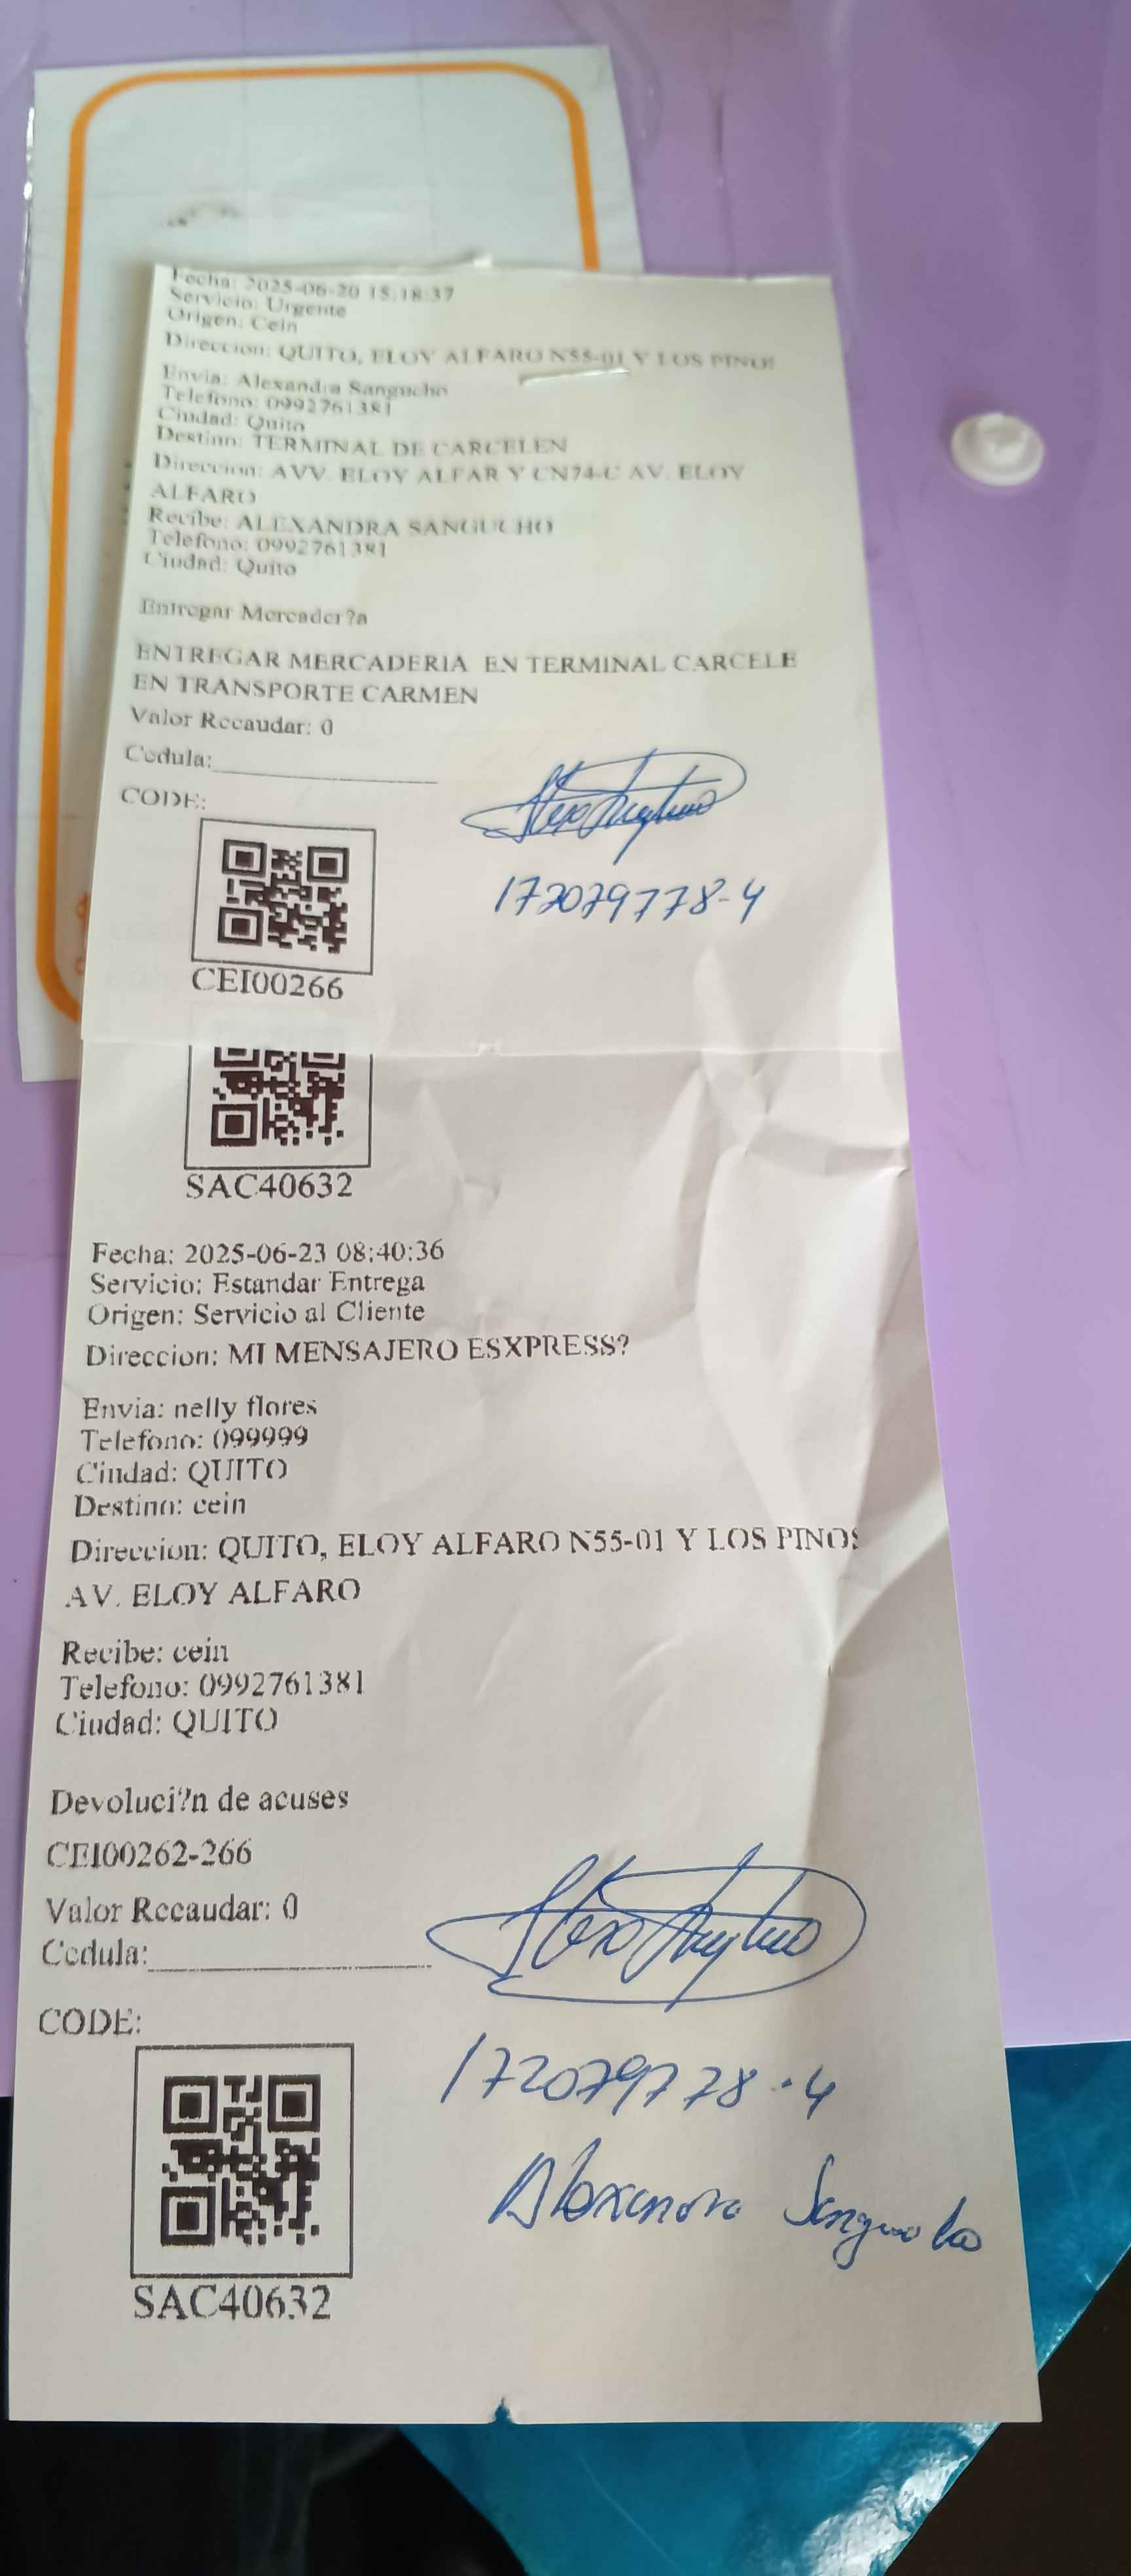 Fecha: 2025-06-20 15:18:37
Servicio: Urgente
Origen: Cein
Direccion: QUITO, ELOY ALFARO N55-01 Y LOS PINOS
Envia: Alexandra Sangucho
Telefono: 0992761381
Ciudad: Quito
Destino: TERMINAL DE CARCELEN
Direccion: AVV. ELOY ALFAR Y CN74-C AV. ELOY
ALFARO
Recibe: ALEXANDRA SANGUCHO
Telefono: 0992761381
Ciudad: Quito
Entregar Mercader?a
ENTREGAR MERCADERIA EN TERMINAL CARCELE
EN TRANSPORTE CARMEN
Valor Recaudar: 0
Cedula:
172079778-4
CODE:
CEI00266
SAC40632
Fecha: 2025-06-23 08:40:36
Servicio: Estandar Entrega
Origen: Servicio al Cliente
Direccion: MI MENSAJERO ESXPRESS?
Envia: nelly flores
Telefono: 099999
Ciudad: QUITO
Destino: cein
Direccion: QUITO, ELOY ALFARO N55-01 Y LOS PINOS
AV. ELOY ALFARO
Recibe: cein
Telefono: 0992761381
Ciudad: QUITO
Devoluci?n de acuses
CEI00262-266
Valor Recaudar: 0
Cedula:
CODE:
172079778-4
Alexandra Sangucho
SAC40632